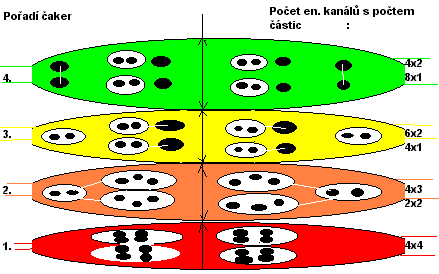 Pořadí čaker
Počet en. kanálů s počtem
částic :
4.
4x2
8x1
3.
6x2
4x1
2.
4x3
2x2
1.
4x4